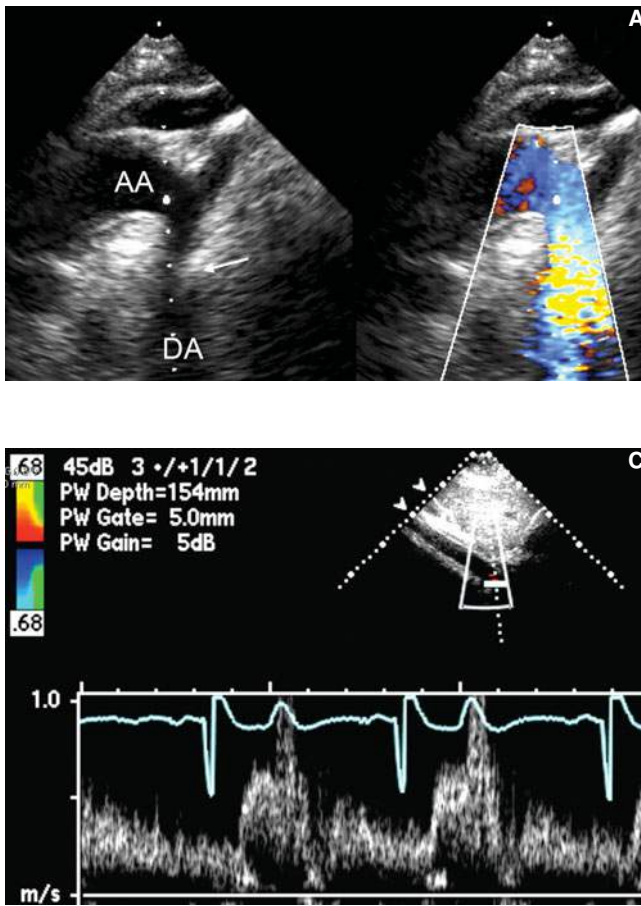 A
AA
DA
C
.68
45dB 3 •/+1/1/2
PW Depth=154mm
PW Gate= 5.0mm
PW Gain= 5dB
.68
1.0
m/s